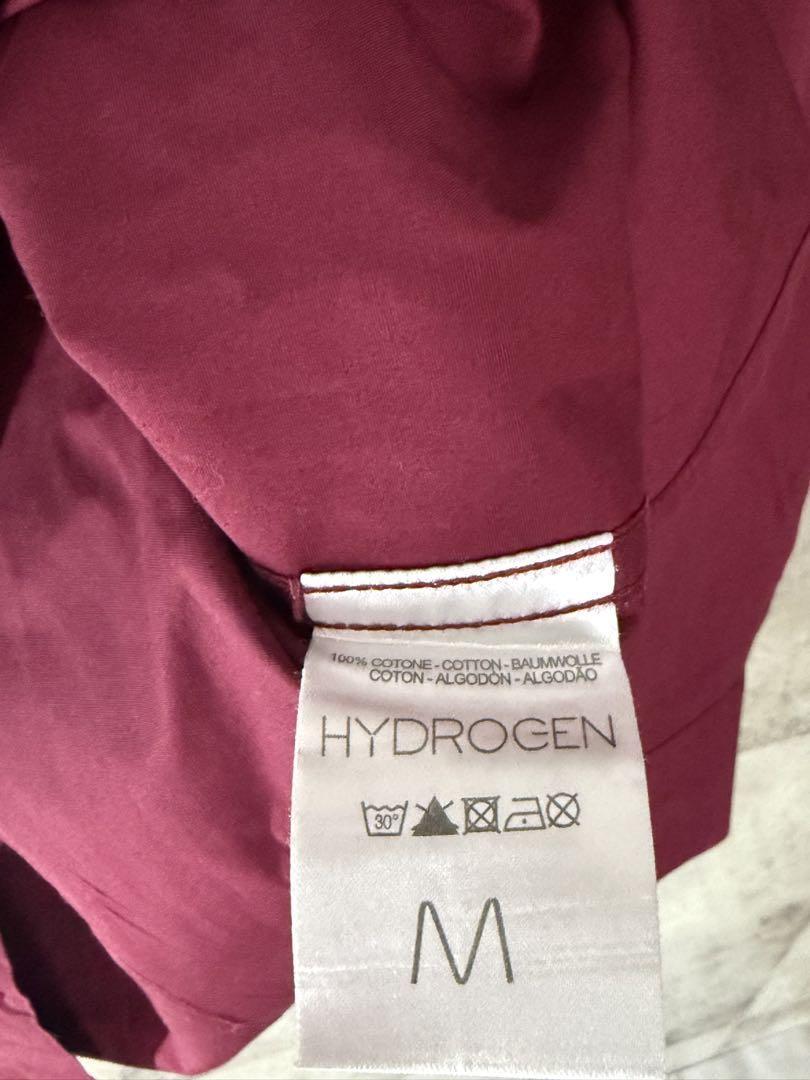 100% COTONE - COTTON - BAUMWOLLE
COTON - ALGODÓN - ALGODÃO
HYDROGEN
30°
M